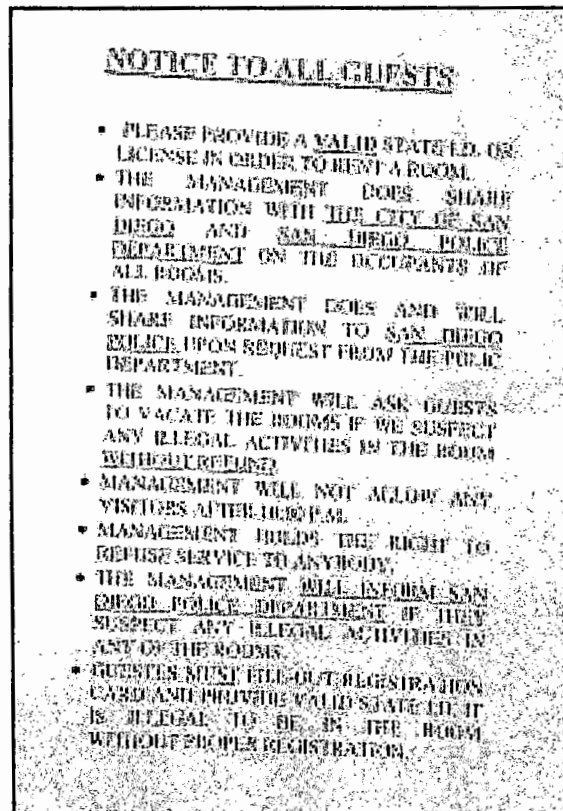 NOTICE TO ALL GUESTS
• PLEASE PROVIDE A VALID STATE I.D. OR
LICENSE IN ORDER TO RENT A ROOM.
• THE MANAGEMENT DOES SHARE
INFORMATION WITH THE CITY OF SAN
DIEGO AND SAN DIEGO POLICE
DEPARTMENT ON THE OCCUPANTS OF
ALL ROOMS.
• THE MANAGEMENT DOES AND WILL
SHARE INFORMATION TO SAN DIEGO
POLICE UPON REQUEST FROM THE POLIC
DEPARTMENT.
• THE MANAGEMENT WILL ASK GUESTS
TO VACATE THE ROOMS IF WE SUSPECT
ANY ILLEGAL ACTIVITIES IN THE ROOM
WITHOUT REFUND
• MANAGEMENT WILL NOT ALLOW ANY
VISITORS AFTER P.M.
• MANAGEMENT HOLDS THE RIGHT TO
REFUSE SERVICE TO ANYBODY.
• THE MANAGEMENT WILL INFORM SAN
DIEGO POLICE DEPARTMENT IF THEY
SUSPECT ANY ILLEGAL ACTIVITIES IN
ANY OF THE ROOMS.
• GUESTS MUST FILL OUT REGISTRATION
CARD AND PROVIDE VALID STATE I.D. IT
IS ILLEGAL TO BE IN THE ROOM
WITHOUT PROPER REGISTRATION.